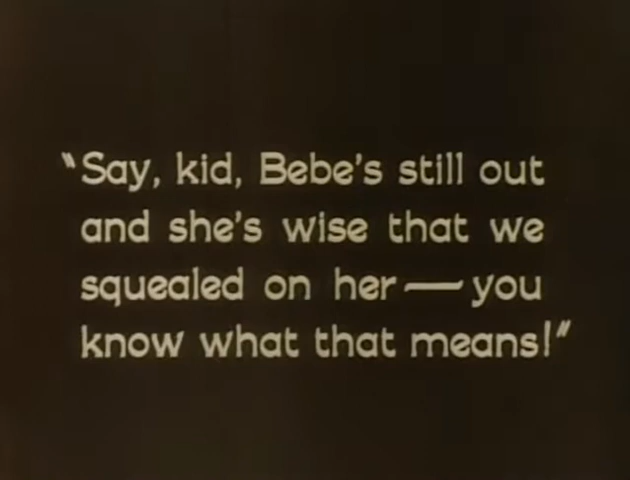 "Say, kid, Bebe's still out
and she's wise that we
squealed on her—you
know what that means!"